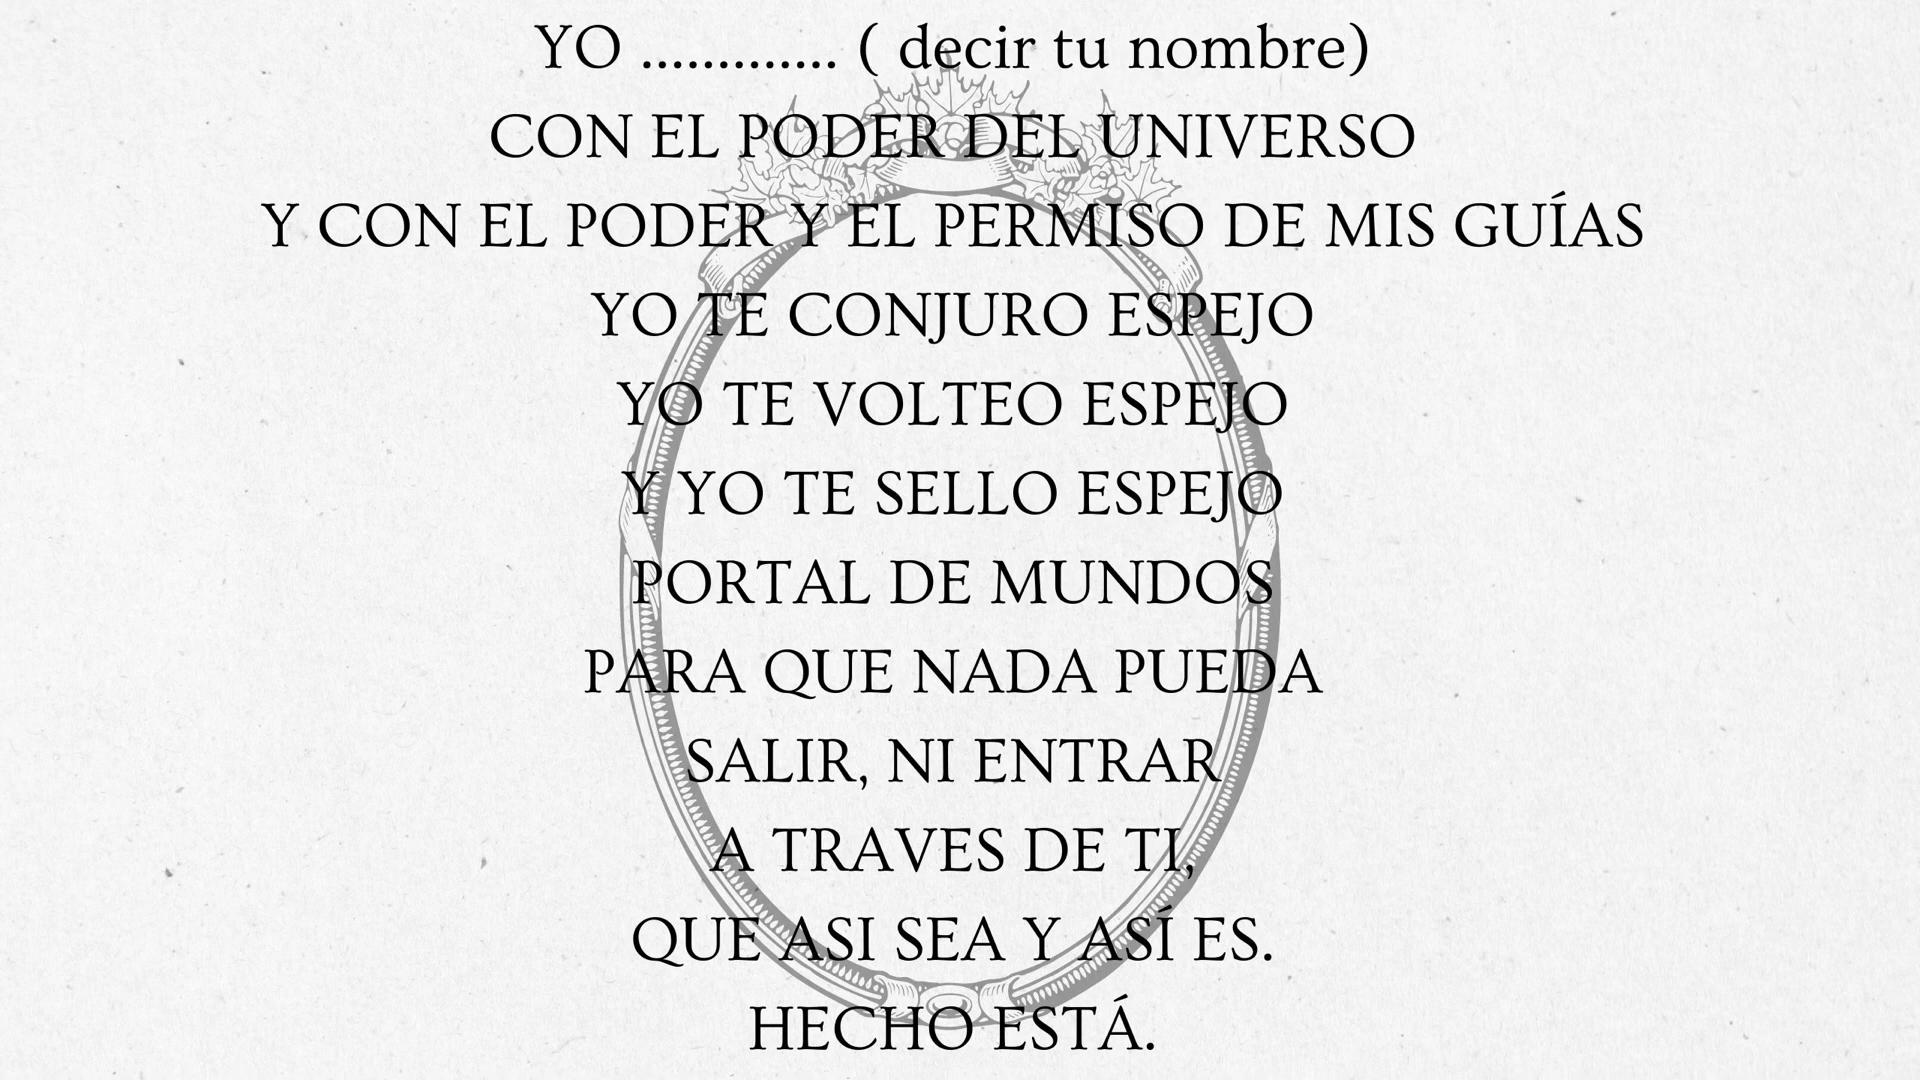 YO ............. ( decir tu nombre)
CON EL PODER DEL UNIVERSO
Y CON EL PODER Y EL PERMISO DE MIS GUÍAS
YO TE CONJURO ESPEJO
YO TE VOLTEO ESPEJO
Y YO TE SELLO ESPEJO
PORTAL DE MUNDOS
PARA QUE NADA PUEDA
SALIR, NI ENTRAR
A TRAVES DE TI,
QUE ASI SEA Y ASÍ ES.
HECHO ESTÁ.